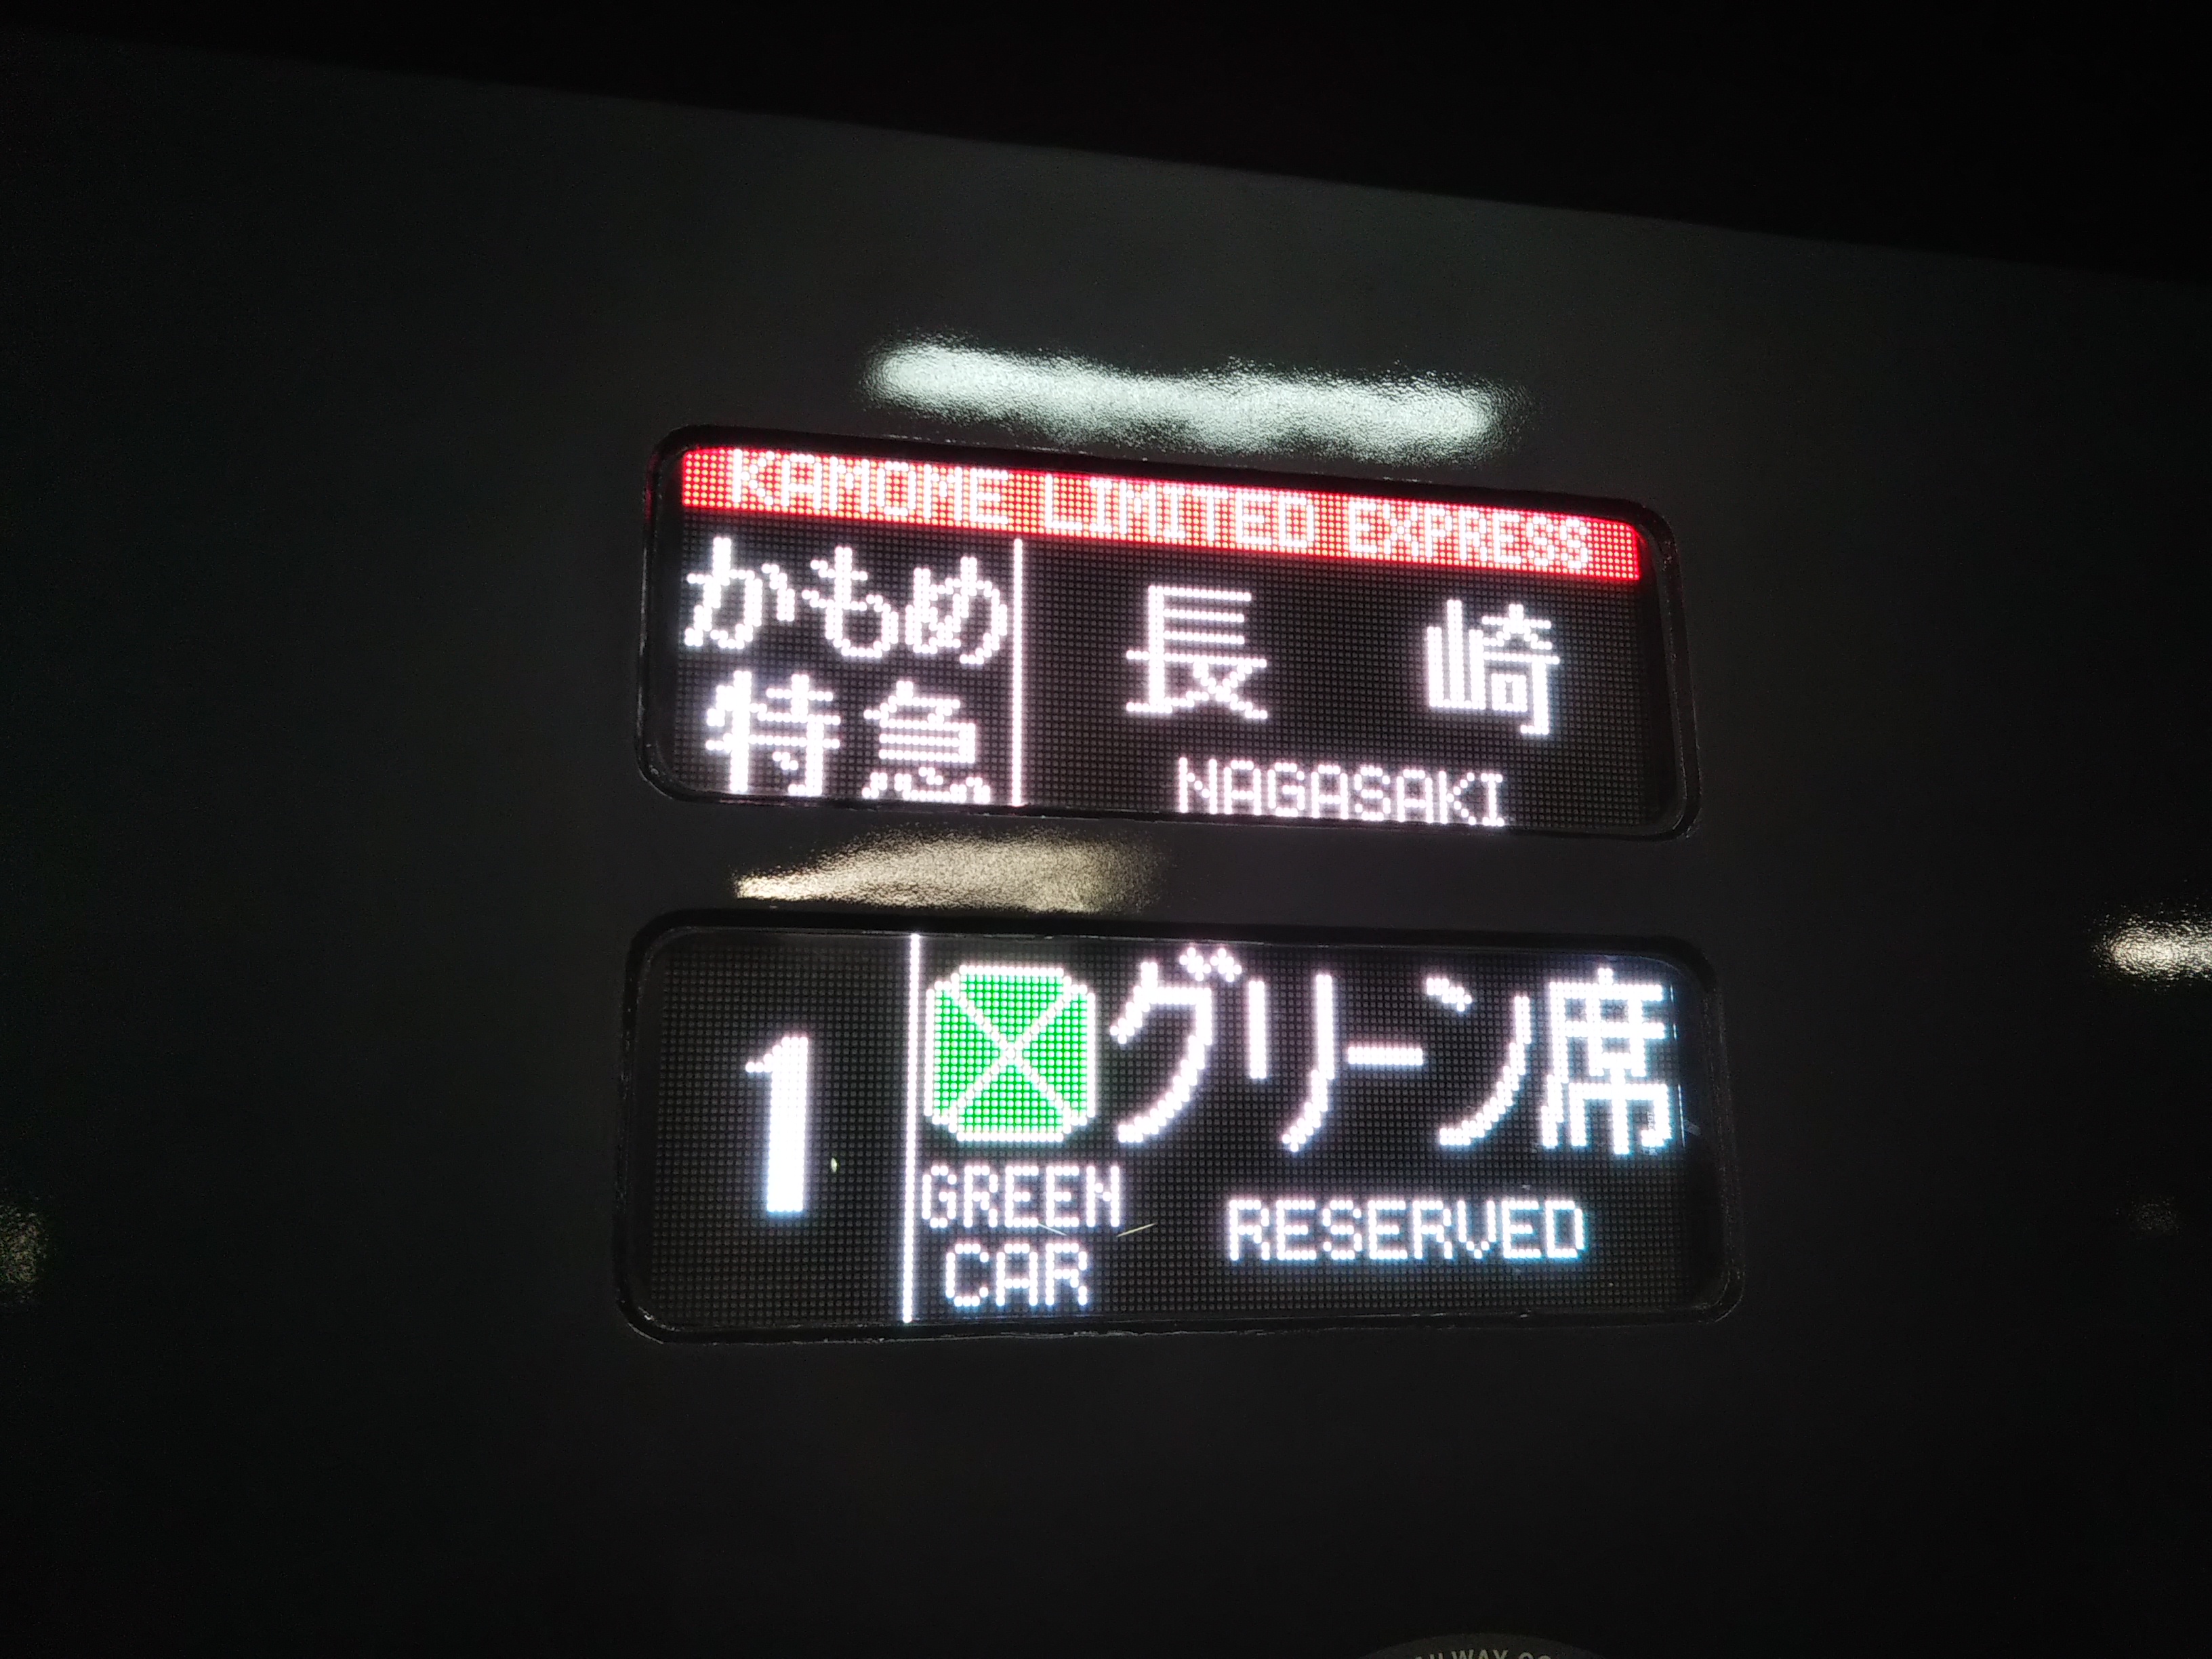 KAMOME LIMITED EXPRESS
かもめ
特急
長崎
NAGASAKI
1
グリーン席
GREEN
CAR
RESERVED